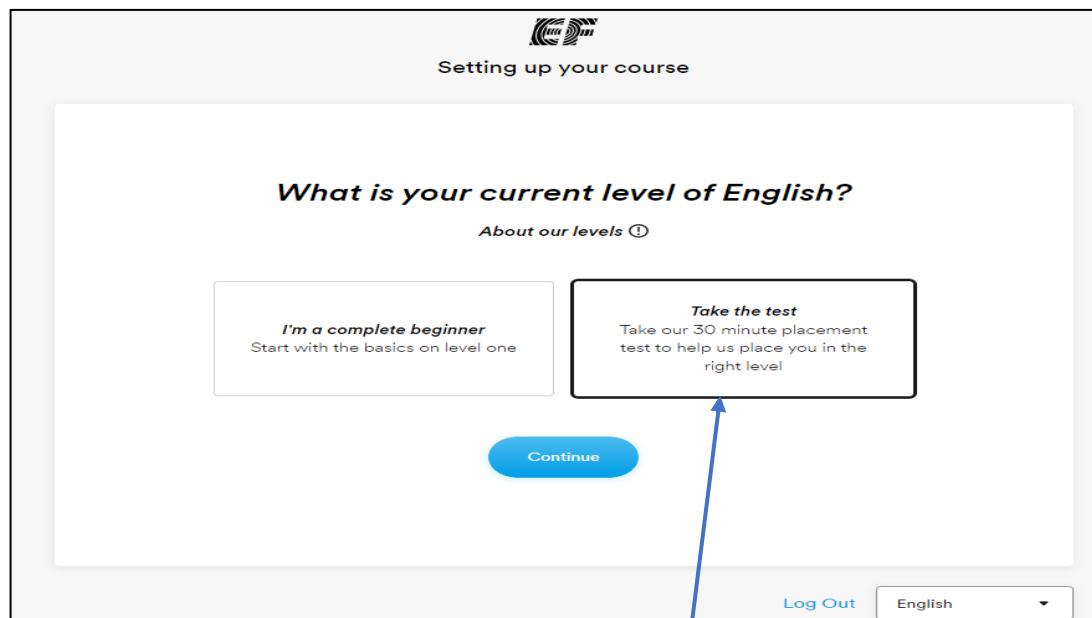 EF
Setting up your course
What is your current level of English?
About our levels
I'm a complete beginner
Start with the basics on level one
Take the test
Take our 30 minute placement
test to help us place you in the
right level
Continue
Log Out
English